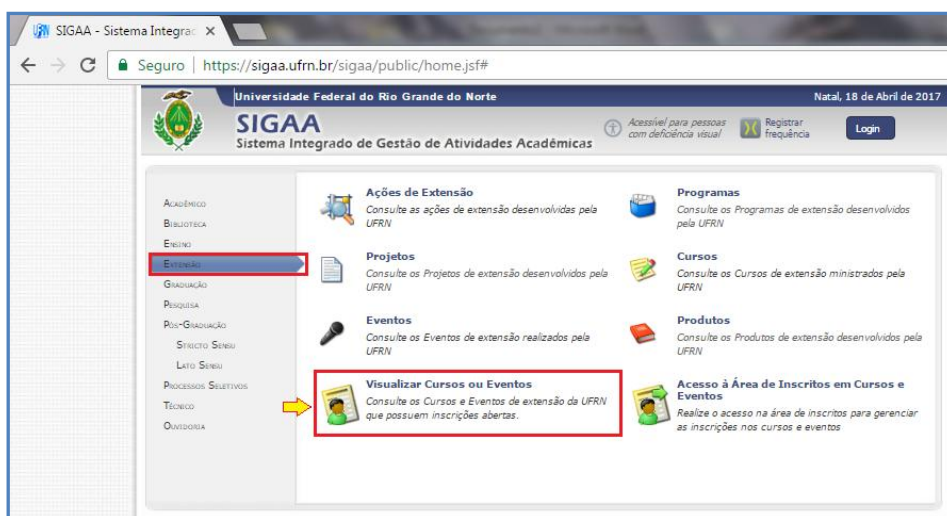 SIGAA - Sistema Integrac
Seguro | https://sigaa.ufrn.br/sigaa/public/home.jsf#
Universidade Federal do Rio Grande do Norte
Natal, 18 de Abril de 2017
SIGAA
Sistema Integrado de Gestão de Atividades Acadêmicas
Acessível para pessoas
com deficiência visual
Registrar
frequência
Login
Acadêmico
Biblioteca
Ensino
Extensão
Graduação
Pesquisa
Pós-Graduação
Stricto Sensu
Lato Sensu
Processos Seletivos
Técnico
Ouvidoria
Ações de Extensão
Consulte as ações de extensão desenvolvidas pela
UFRN
Programas
Consulte os Programas de extensão desenvolvidos
pela UFRN
Projetos
Consulte os Projetos de extensão desenvolvidos pela
UFRN
Cursos
Consulte os Cursos de extensão ministrados pela
UFRN
Eventos
Consulte os Eventos de extensão realizados pela
UFRN
Produtos
Consulte os Produtos de extensão desenvolvidos pela
UFRN
Visualizar Cursos ou Eventos
Consulte os Cursos e Eventos de extensão da UFRN
que possuem inscrições abertas.
Acesso à Área de Inscritos em Cursos e
Eventos
Realize o acesso na área de inscritos para gerenciar
as inscrições nos cursos e eventos